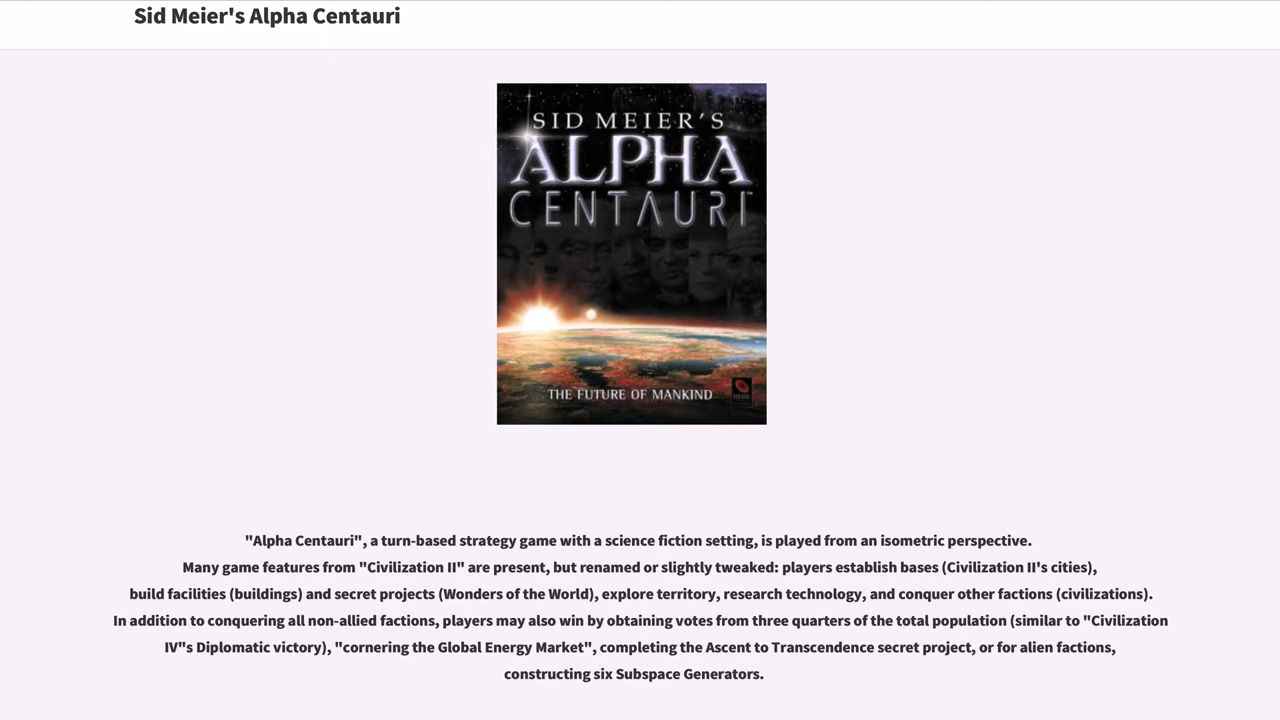 Sid Meier's Alpha Centauri
SID MEIER'S
ALPHA
CENTAURI
THE FUTURE OF MANKIND
"Alpha Centauri", a turn-based strategy game with a science fiction setting, is played from an isometric perspective.
Many game features from "Civilization II" are present, but renamed or slightly tweaked: players establish bases (Civilization II's cities),
build facilities (buildings) and secret projects (Wonders of the World), explore territory, research technology, and conquer other factions (civilizations).
In addition to conquering all non-allied factions, players may also win by obtaining votes from three quarters of the total population (similar to "Civilization
IV"s Diplomatic victory), "cornering the Global Energy Market", completing the Ascent to Transcendence secret project, or for alien factions,
constructing six Subspace Generators.